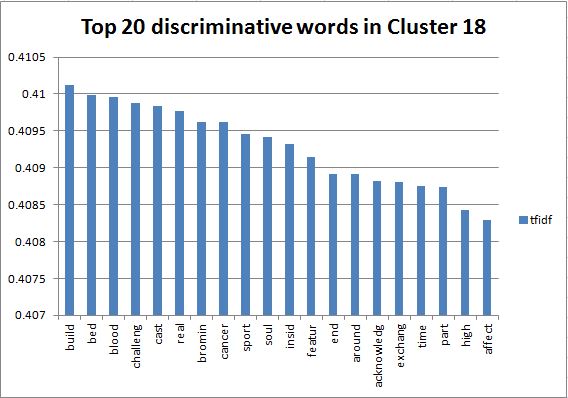 Top 20 discriminative words in Cluster 18
0.4105
0.41
0.4095
0.409
0.4085
0.408
0.4075
0.407
build
bed
blood
challeng
cast
real
bromin
cancer
sport
soul
insid
featur
end
around
acknowledg
exchang
time
part
high
affect
tfidf